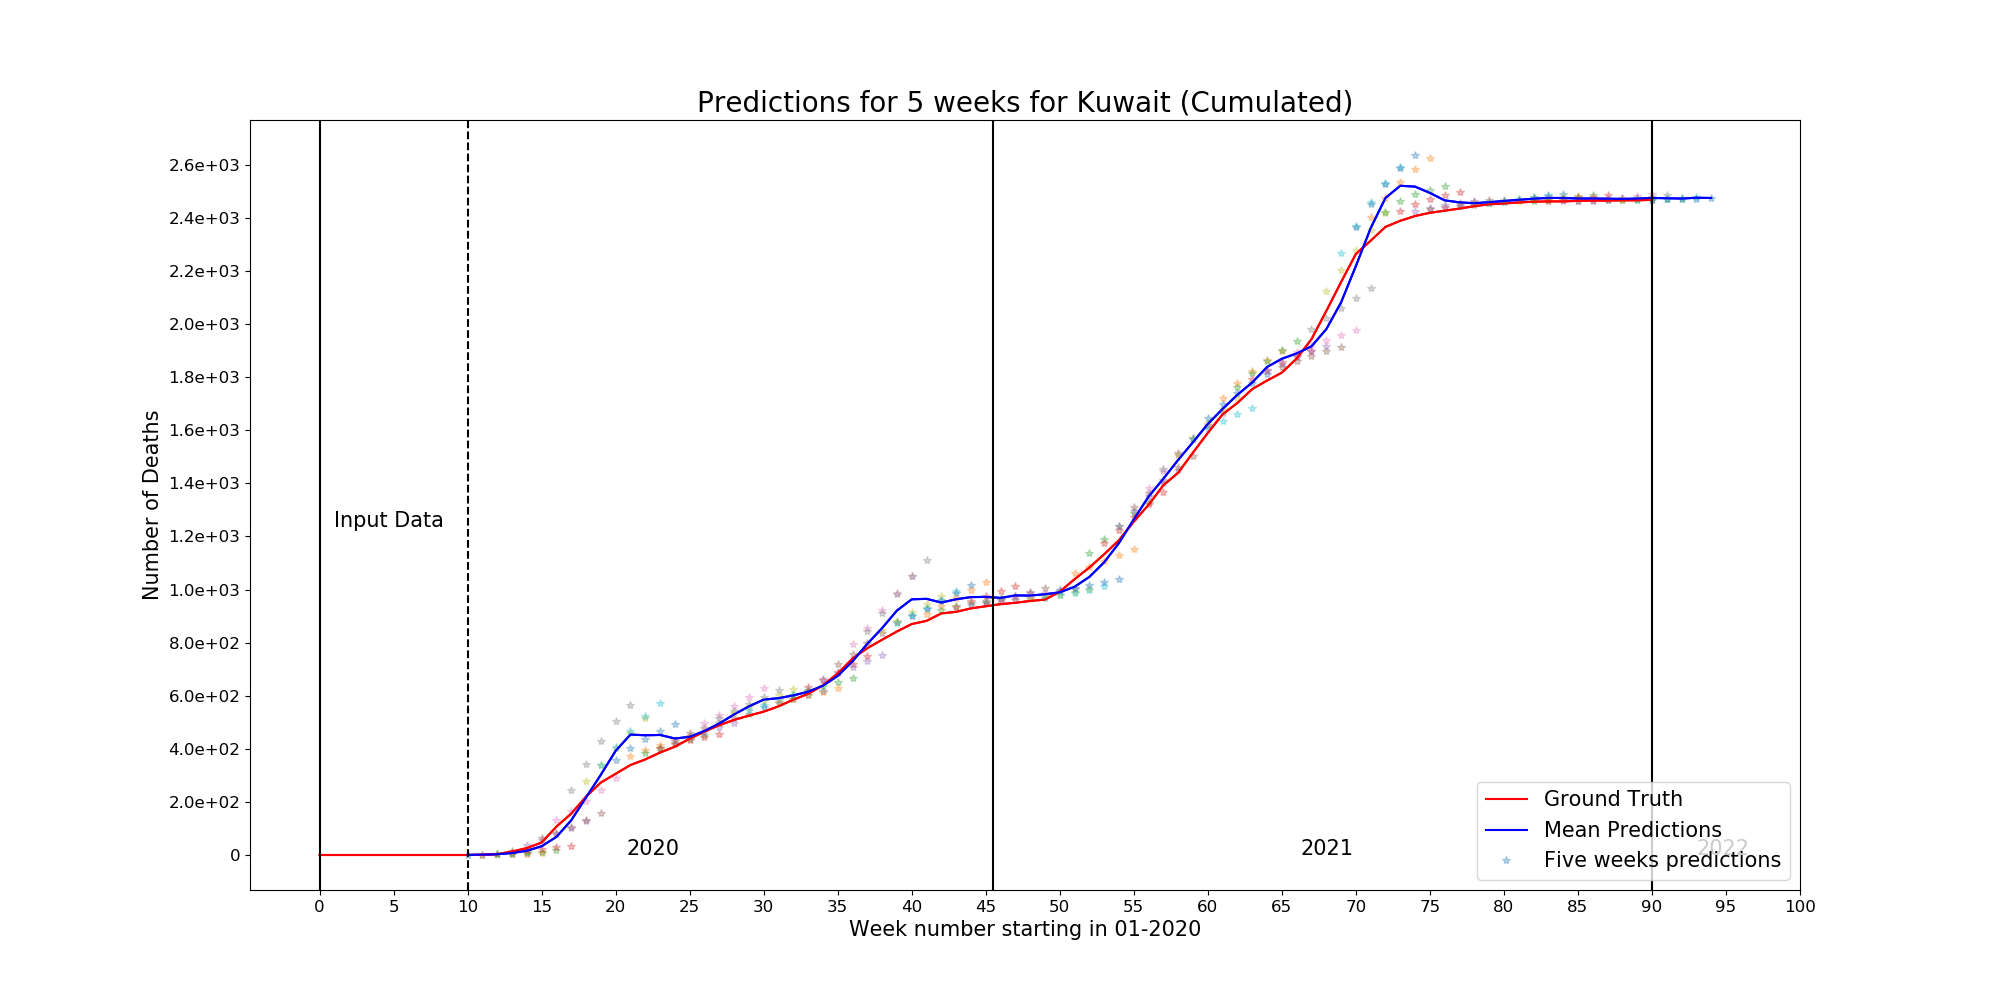 Predictions for 5 weeks for Kuwait (Cumulated)
2.6e+03
2.4e+03
2.2e+03
2.0e+03
1.8e+03
1.6e+03
1.4e+03
1.2e+03
1.0e+03
8.0e+02
6.0e+02
4.0e+02
2.0e+02
0
Number of Deaths
Input Data
2020
2021
2022
Ground Truth
Mean Predictions
Five weeks predictions
0 5 10 15 20 25 30 35 40 45 50 55 60 65 70 75 80 85 90 95 100
Week number starting in 01-2020